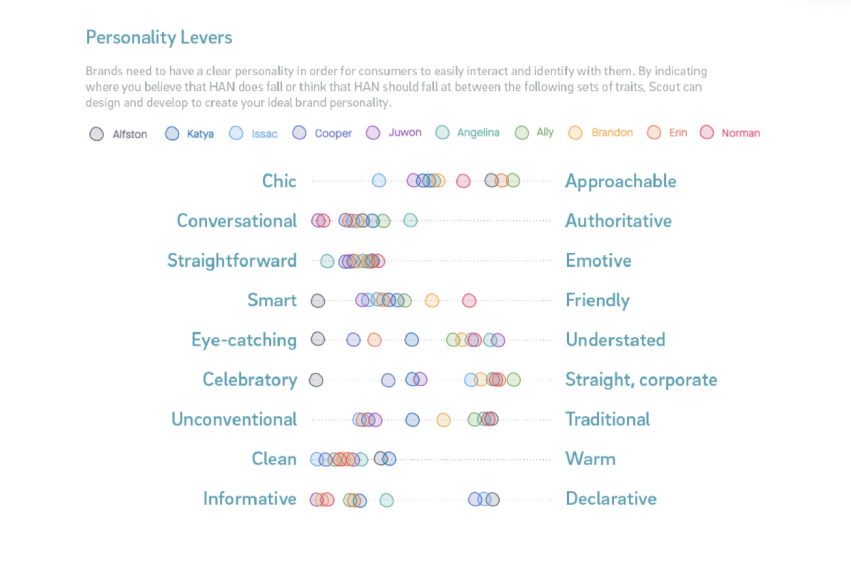 Personality Levers
Brands need to have a clear personality in order for consumers to easily interact and identify with them. By indicating
where you believe that HAN does fall or think that HAN should fall at between the following sets of traits, Scout can
design and develop to create your ideal brand personality.
Alfston Katya Issac Cooper Juwon Angelina Ally Brandon Erin Norman
Chic Approachable
Conversational Authoritative
Straightforward Emotive
Smart Friendly
Eye-catching Understated
Celebratory Straight, corporate
Unconventional Traditional
Clean Warm
Informative Declarative